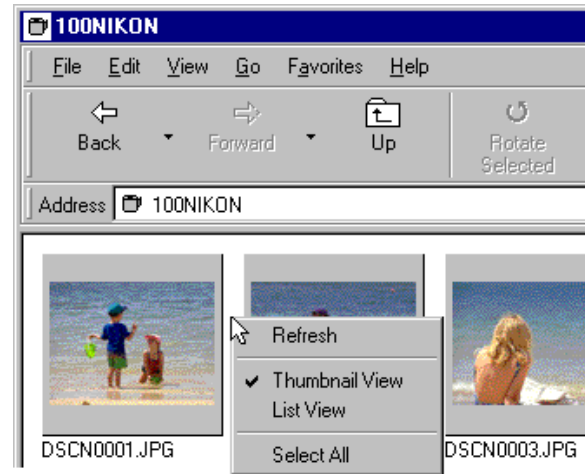 100NIKON
File Edit View Go Favorites Help
Back Forward Up Rotate
Selected
Address 100NIKON
Refresh
Thumbnail View
List View
Select All
DSCN0001.JPG DSCN0003.JPG